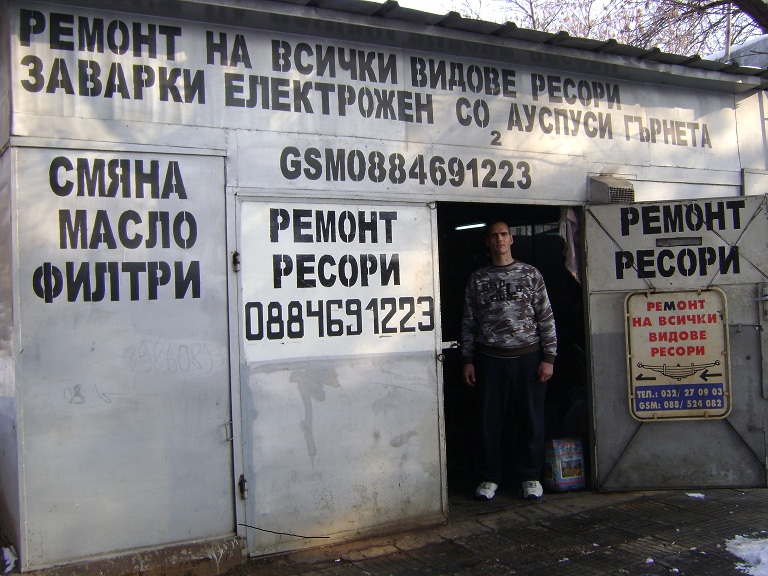 РЕМОНТ НА ВСИЧКИ ВИДОВЕ РЕСОРИ
ЗАВАРКИ ЕЛЕКТРОЖЕН CO2 АУСПУСИ ГЪРНЕТА
GSM0884691223
СМЯНА
МАСЛО
ФИЛТРИ
РЕМОНТ
РЕСОРИ
0884691223
РЕМОНТ
РЕСОРИ
РЕМОНТ
НА ВСИЧКИ
ВИДОВЕ
РЕСОРИ
ТЕЛ.: 032/ 27 09 03
GSM: 088/ 524 082